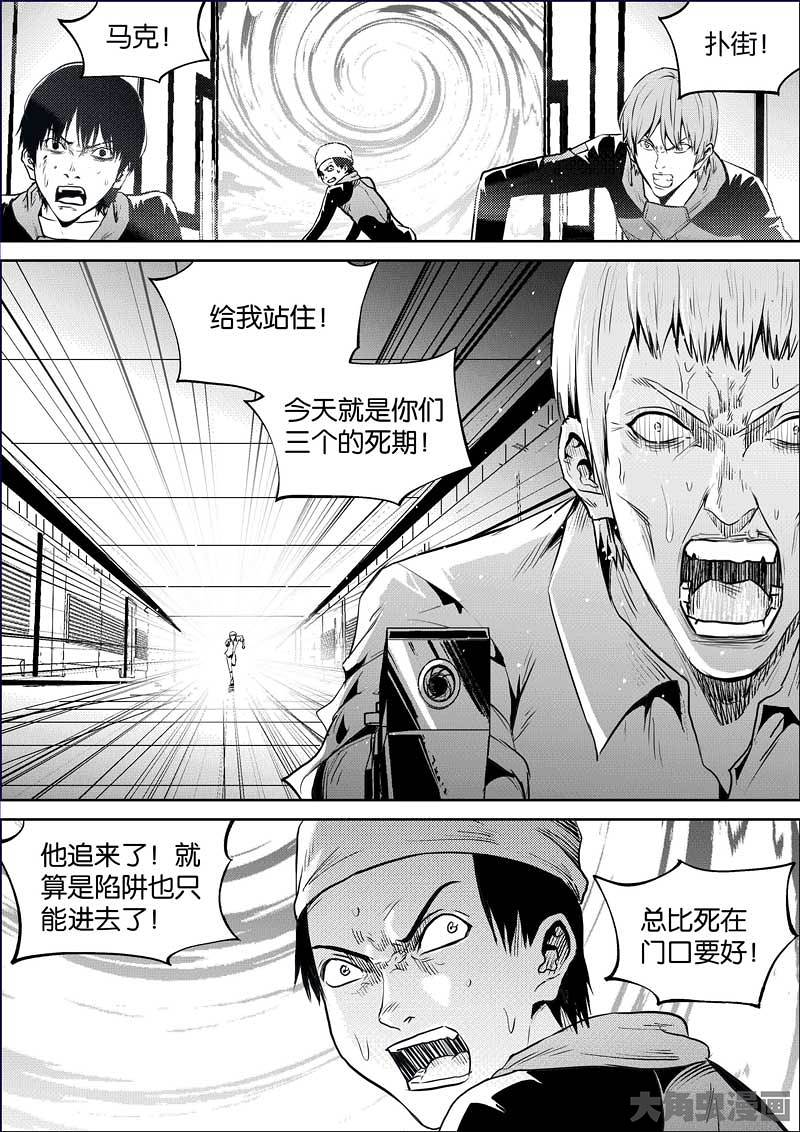 马克！
扑街！
给我站住！
今天就是你们
三个的死期！
他追来了！就
算是陷阱也只
能进去了！
总比死在
门口要好！
大角虫漫画